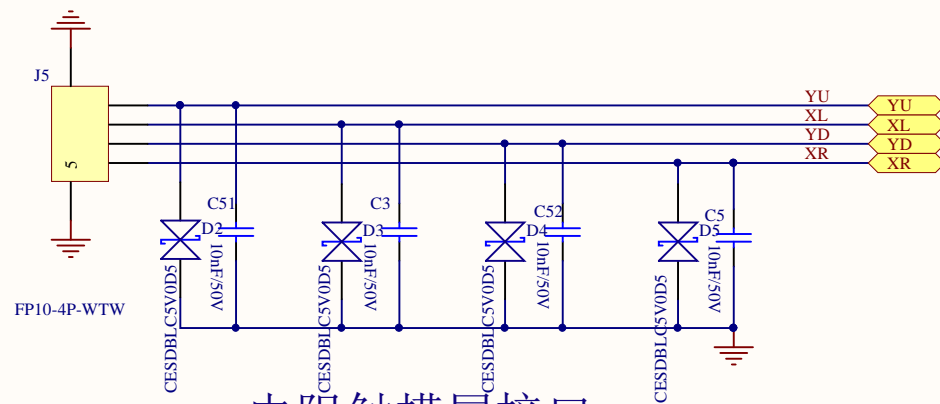 J5
5
FP10-4P-WTW
YU
XL
YD
XR
YU
XL
YD
XR
C51
D2
10nF/50V
CESDBLC5V0D5
C3
D3
10nF/50V
CESDBLC5V0D5
C52
D4
10nF/50V
CESDBLC5V0D5
C5
D5
10nF/50V
CESDBLC5V0D5